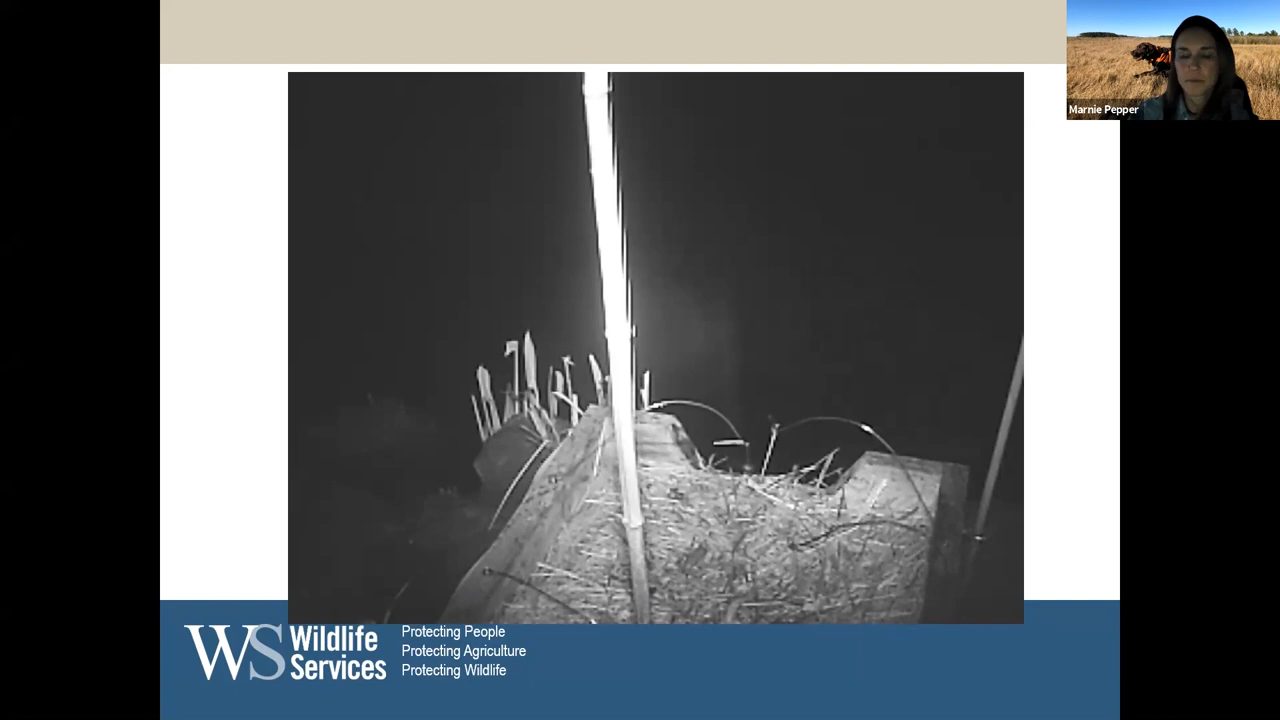 Marnie Pepper
WS Wildlife Services
Protecting People
Protecting Agriculture
Protecting Wildlife